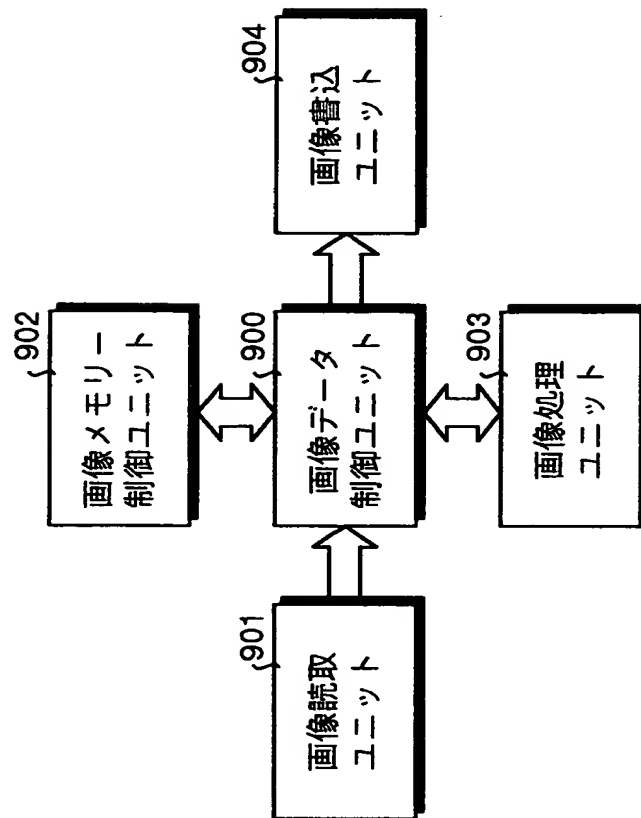 901
画像読取
ユニット
903
画像処理
ユニット
900
画像データ
制御ユニット
902
画像メモリー
制御ユニット
904
画像書込
ユニット